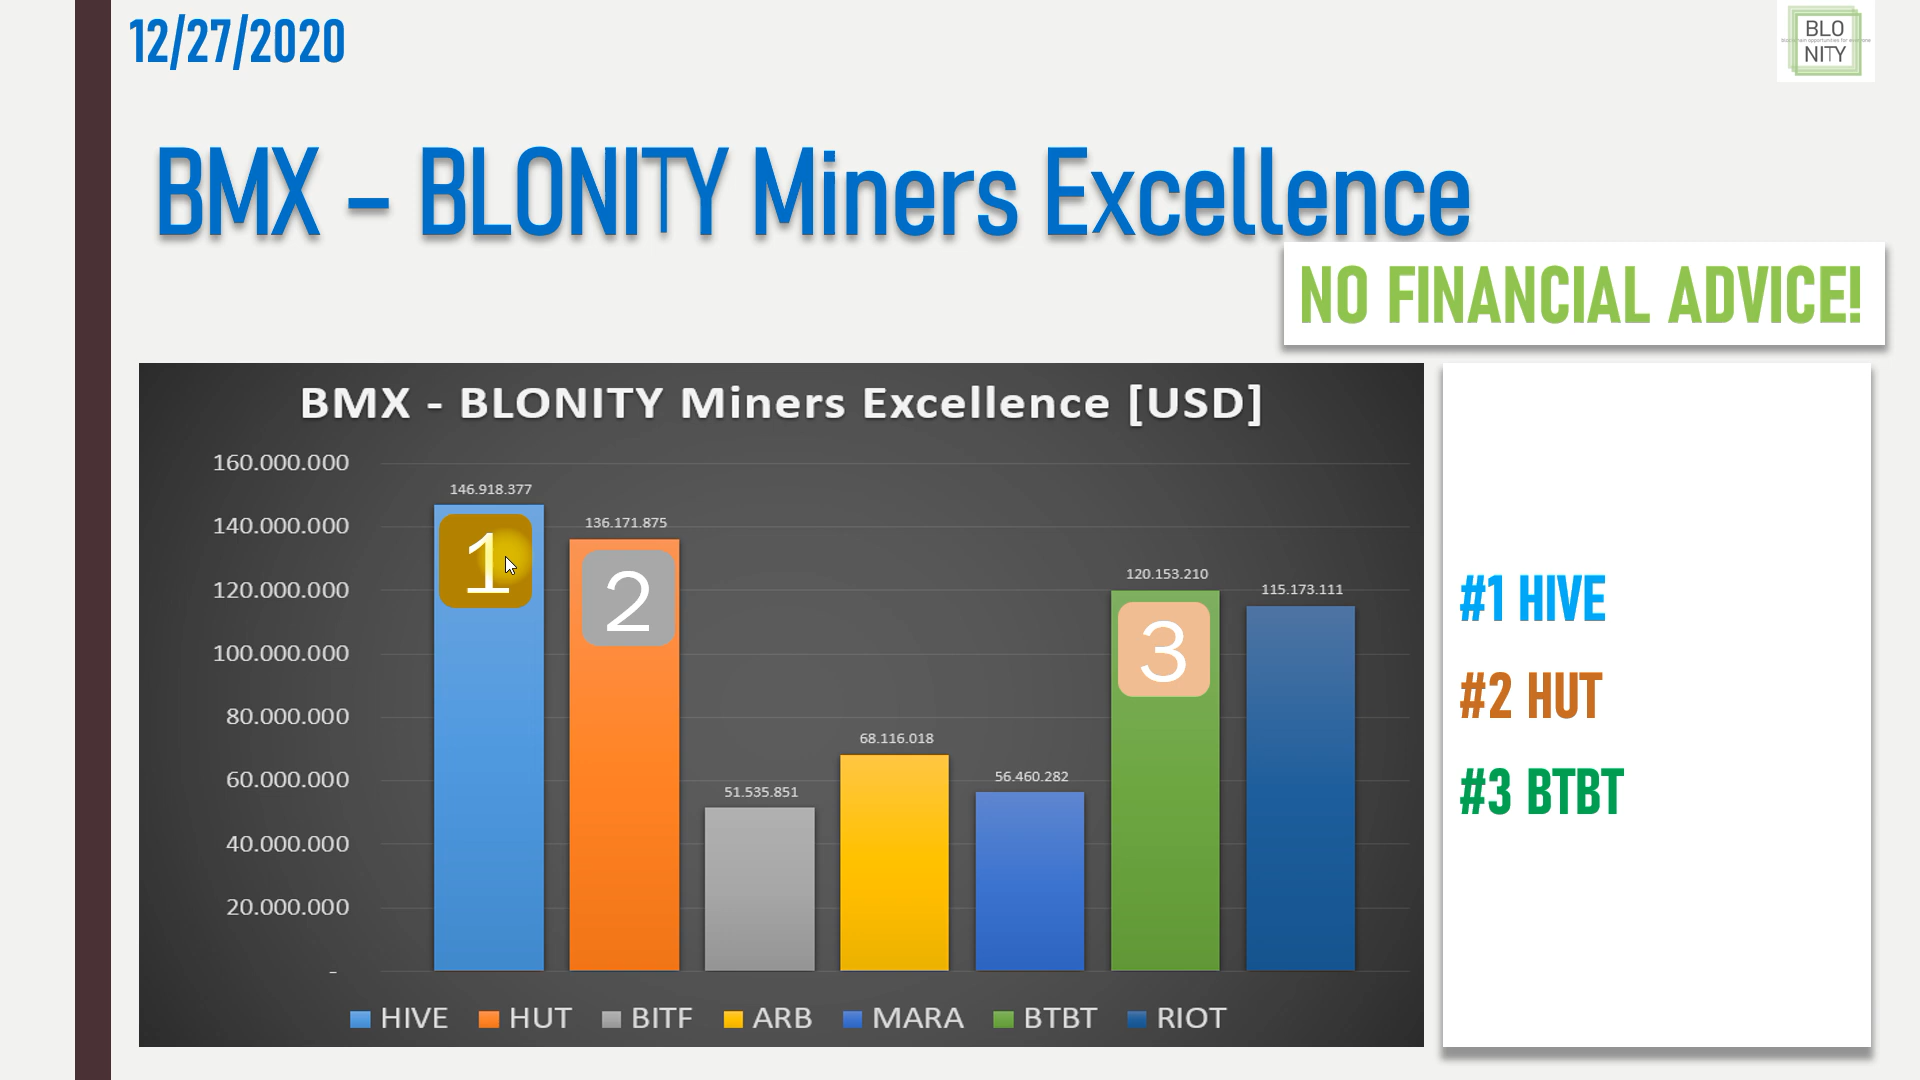 12/27/2020
BLO
NITY
BMX – BLONITY Miners Excellence
NO FINANCIAL ADVICE!
BMX - BLONITY Miners Excellence [USD]
160.000.000
140.000.000
120.000.000
100.000.000
80.000.000
60.000.000
40.000.000
20.000.000
-
146.918.377
136.171.875
51.535.851
68.116.018
56.460.282
120.153.210
115.173.111
1
2
3
HIVE HUT BITF ARB MARA BTBT RIOT
#1 HIVE
#2 HUT
#3 BTBT